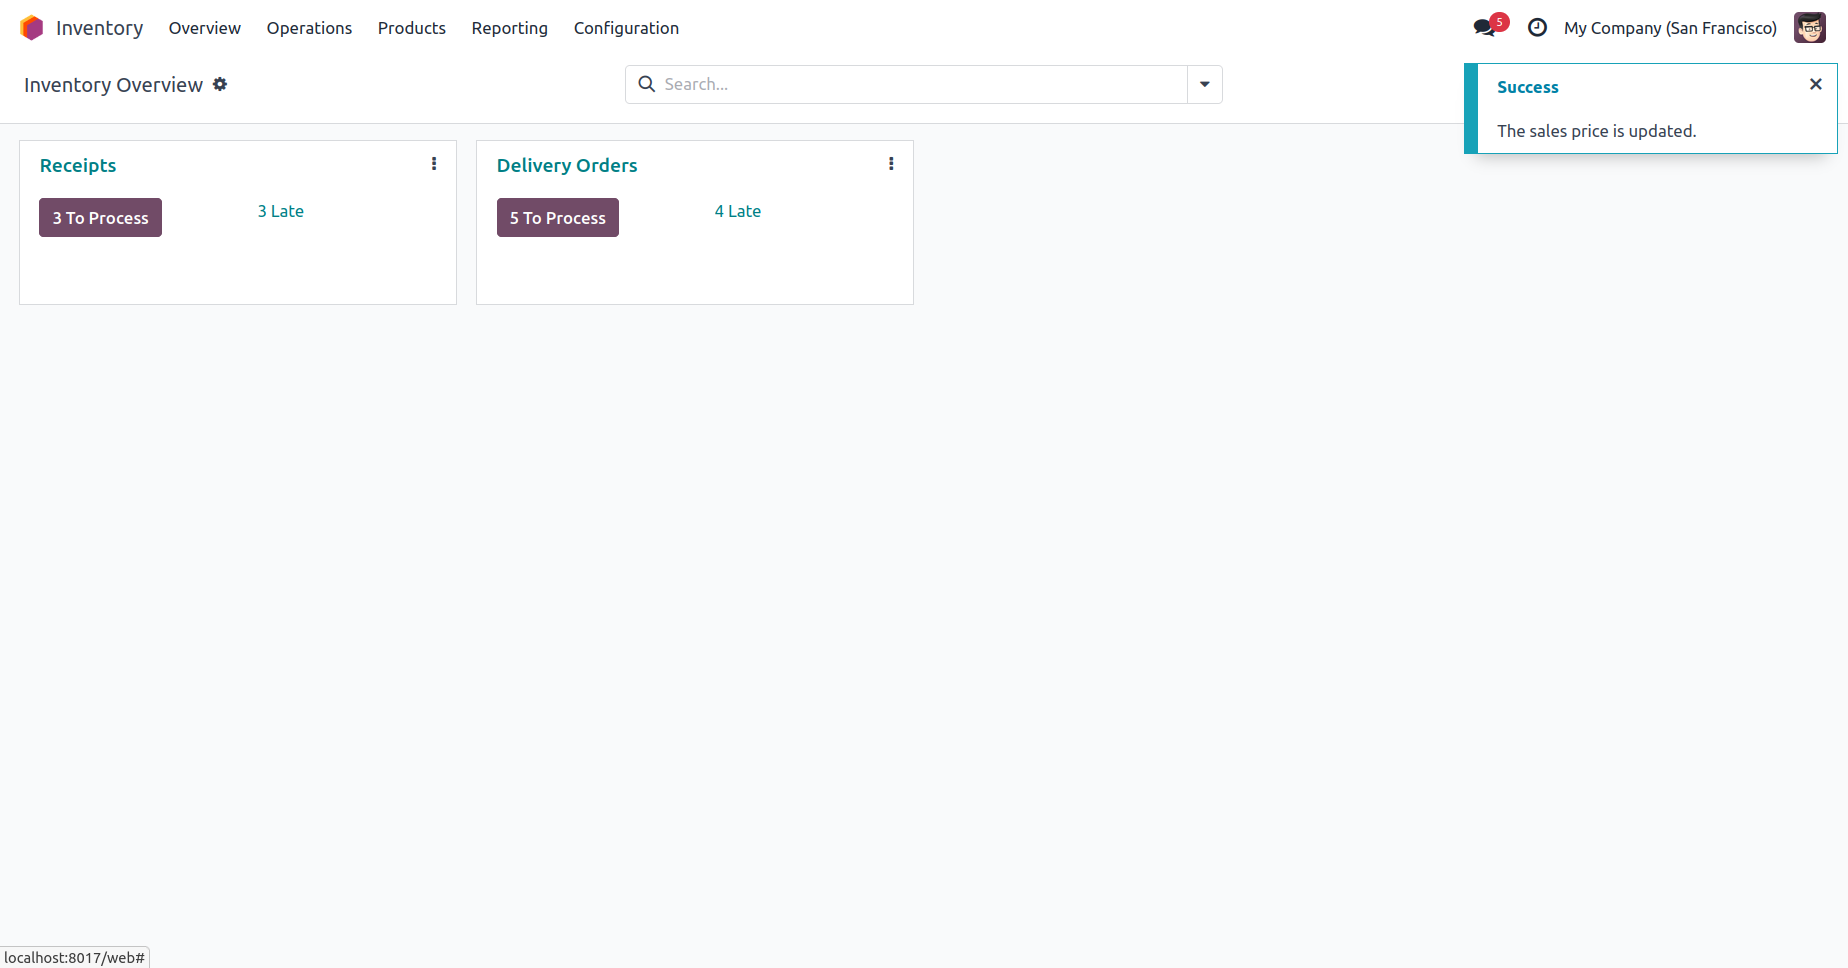 Inventory Overview Operations Products Reporting Configuration 5 My Company (San Francisco)
Inventory Overview Search...
Success
The sales price is updated.
Receipts
3 To Process 3 Late
Delivery Orders
5 To Process 4 Late
localhost:8017/web#